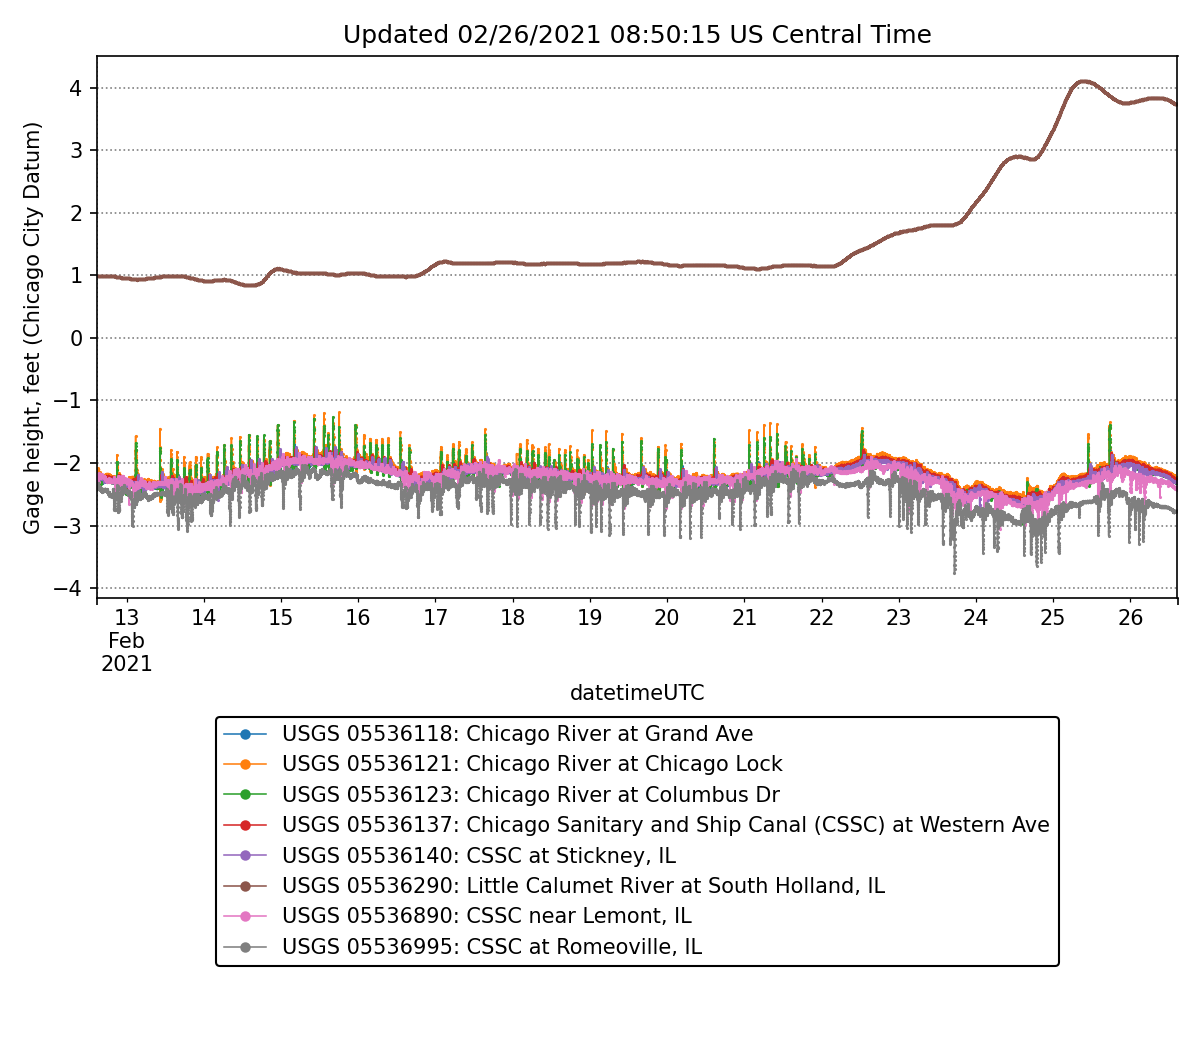 Updated 02/26/2021 08:50:15 US Central Time
Gage height, feet (Chicago City Datum)
4
3
2
1
0
−1
−2
−3
−4
13 14 15 16 17 18 19 20 21 22 23 24 25 26
Feb
2021
datetimeUTC
USGS 05536118: Chicago River at Grand Ave
USGS 05536121: Chicago River at Chicago Lock
USGS 05536123: Chicago River at Columbus Dr
USGS 05536137: Chicago Sanitary and Ship Canal (CSSC) at Western Ave
USGS 05536140: CSSC at Stickney, IL
USGS 05536290: Little Calumet River at South Holland, IL
USGS 05536890: CSSC near Lemont, IL
USGS 05536995: CSSC at Romeoville, IL